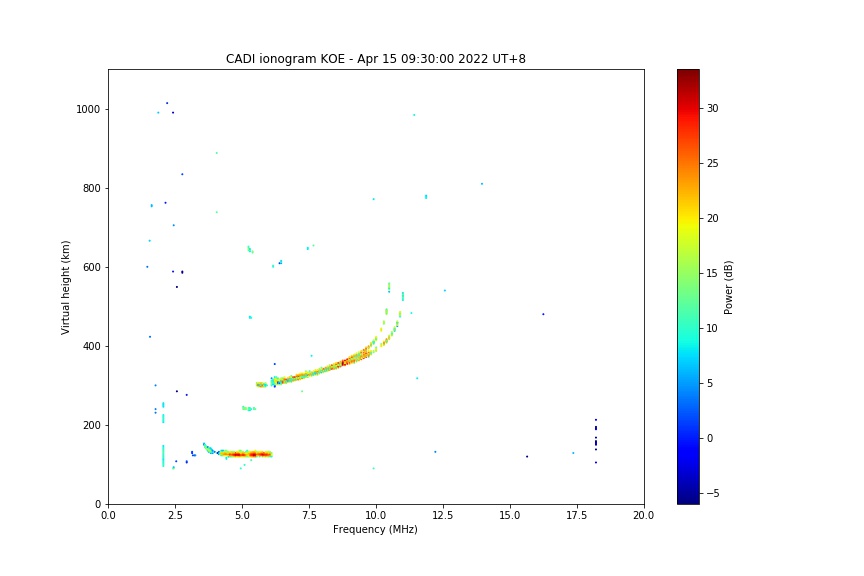 CADI ionogram KOE - Apr 15 09:30:00 2022 UT+8
1000
800
600
400
200
0
Virtual height (km)
0.0 2.5 5.0 7.5 10.0 12.5 15.0 17.5 20.0
Frequency (MHz)
30
25
20
15
10
5
0
−5
Power (dB)